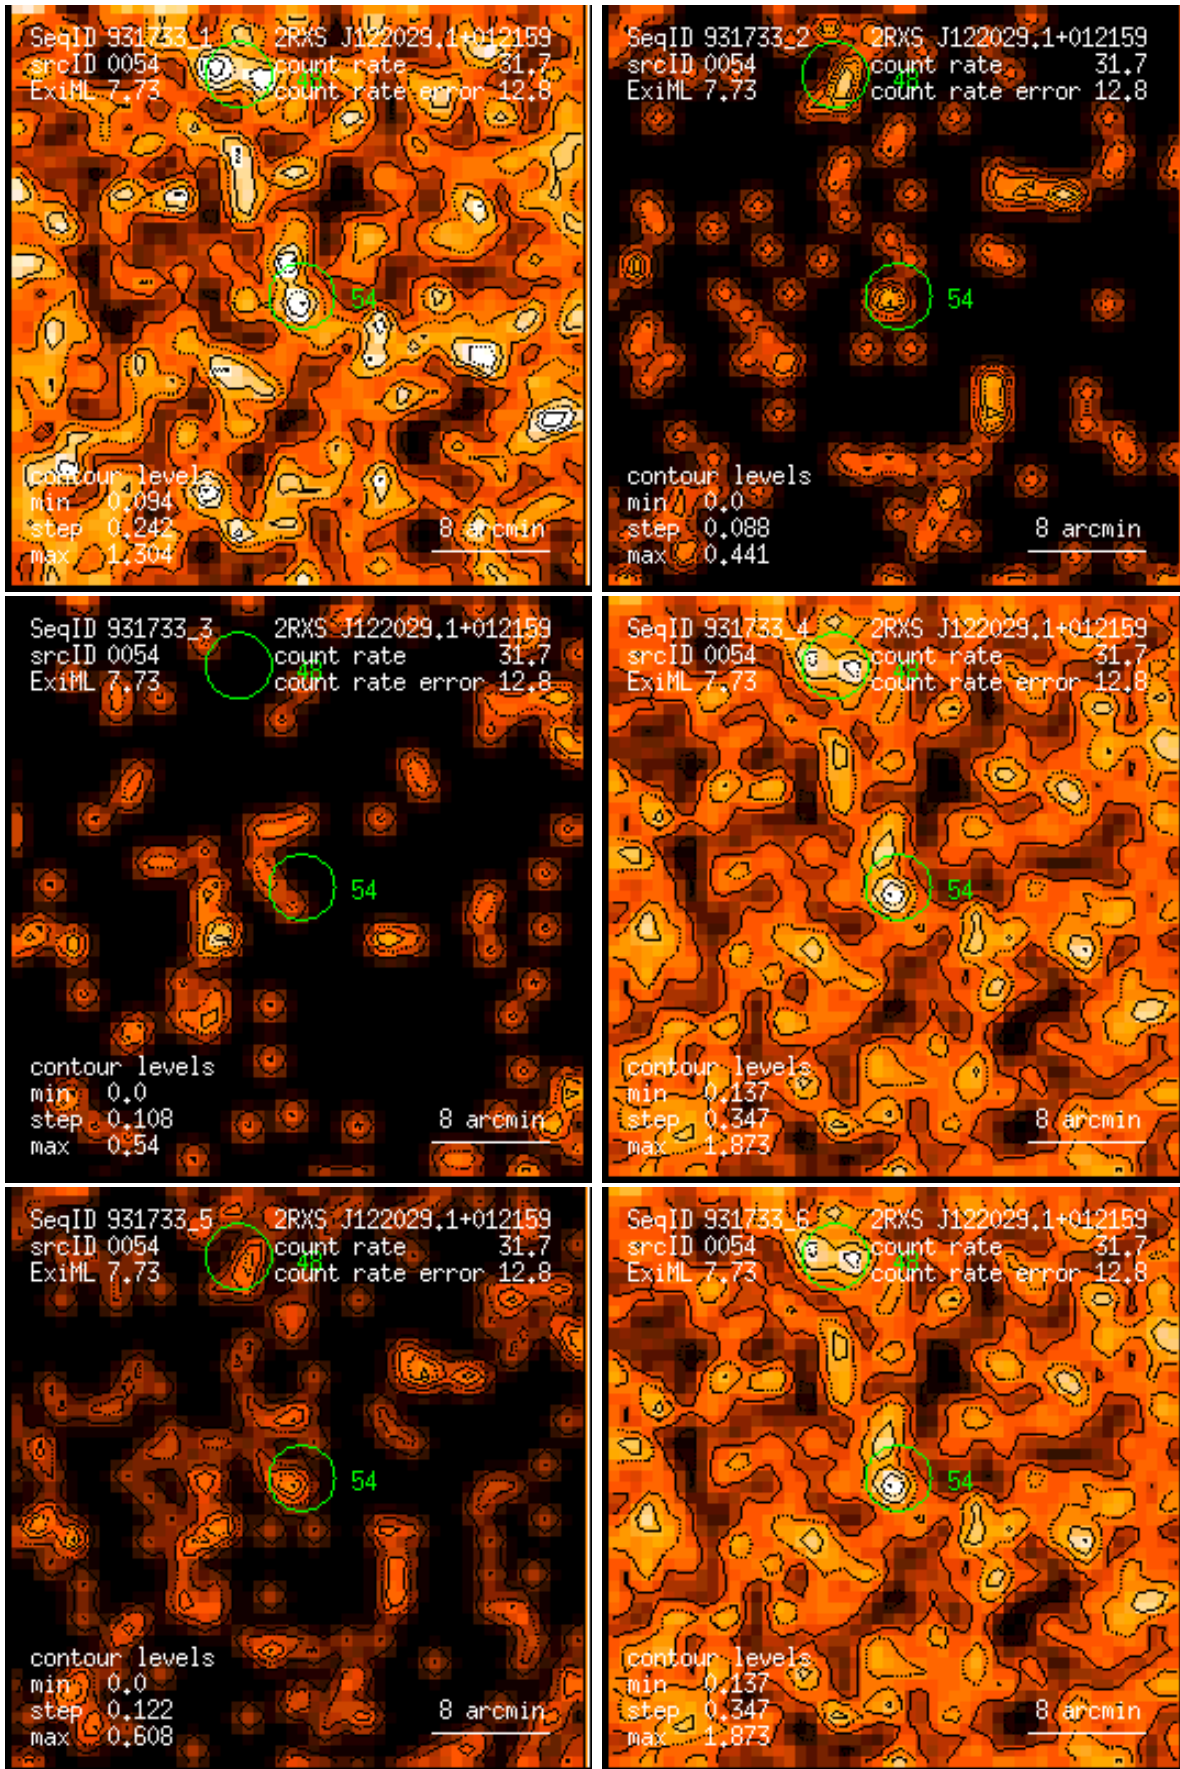 SeqID 931733_1 2RXS J122029.1+012159
srcID 0054 count rate 31.7
ExiML 7.73 48 count rate error 12.8
54
contour levels
min 0.094
step 0.242 8 arcmin
max 1.304
SeqID 931733_2 2RXS J122029.1+012159
srcID 0054 count rate 31.7
ExiML 7.73 48 count rate error 12.8
54
contour levels
min 0.0
step 0.088 8 arcmin
max 0.441
SeqID 931733_3 2RXS J122029.1+012159
srcID 0054 count rate 31.7
ExiML 7.73 48 count rate error 12.8
54
contour levels
min 0.0
step 0.108 8 arcmin
max 0.54
SeqID 931733_4 2RXS J122029.1+012159
srcID 0054 count rate 31.7
ExiML 7.73 48 count rate error 12.8
54
contour levels
min 0.137
step 0.347 8 arcmin
max 1.873
SeqID 931733_5 2RXS J122029.1+012159
srcID 0054 count rate 31.7
ExiML 7.73 48 count rate error 12.8
54
contour levels
min 0.0
step 0.122 8 arcmin
max 0.608
SeqID 931733_6 2RXS J122029.1+012159
srcID 0054 count rate 31.7
ExiML 7.73 48 count rate error 12.8
54
contour levels
min 0.137
step 0.347 8 arcmin
max 1.873